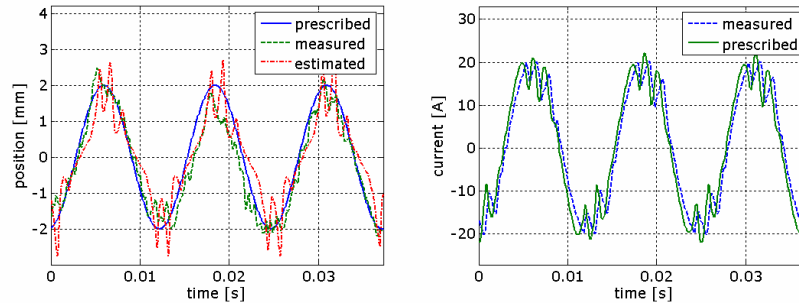 4
2
1
0
-1
-2
0
0.01
0.02
0.03
position [mm]
time [s]
prescribed
measured
estimated
30
20
10
0
-10
-20
0
0.01
0.02
0.03
current [A]
time [s]
measured
prescribed